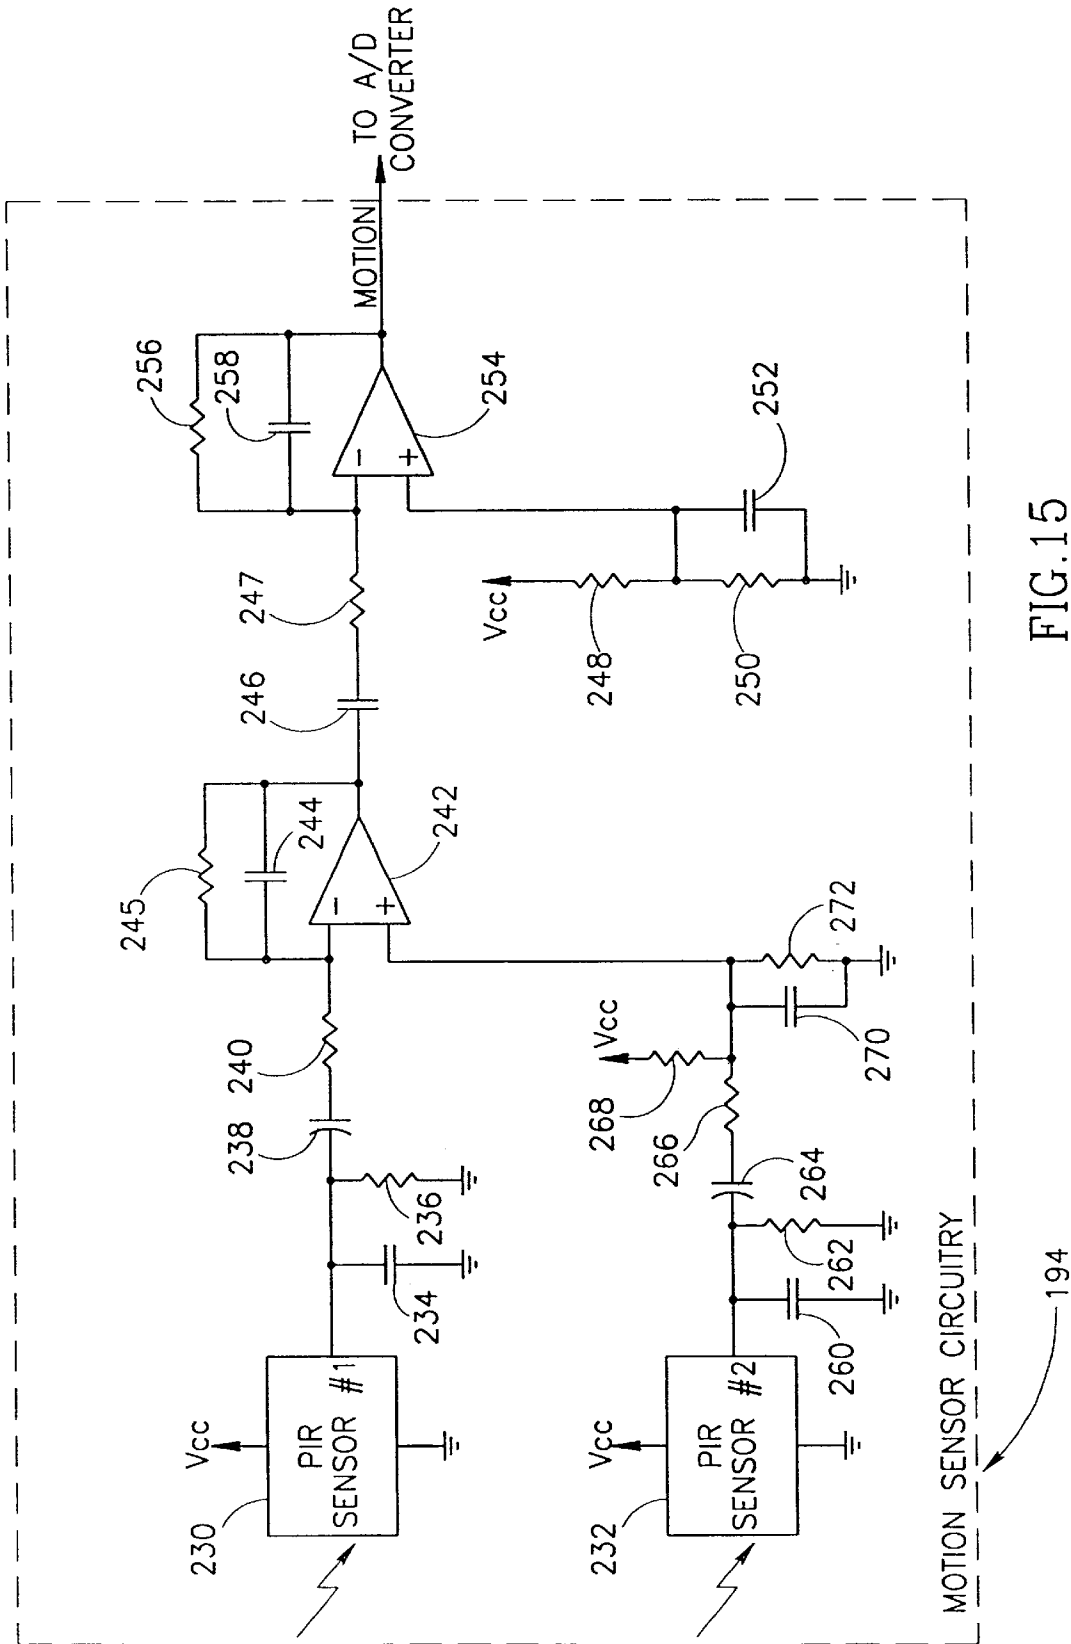 MOTION SENSOR CIRCUITRY
194
230
Vcc
PIR
SENSOR
#1
234
236
238
240
245
244
242
246
247
256
258
254
MOTION
TO A/D
CONVERTER
232
Vcc
PIR
SENSOR
#2
260
262
264
266
268
Vcc
270
272
Vcc
248
250
252
−
+
−
+
FIG.15